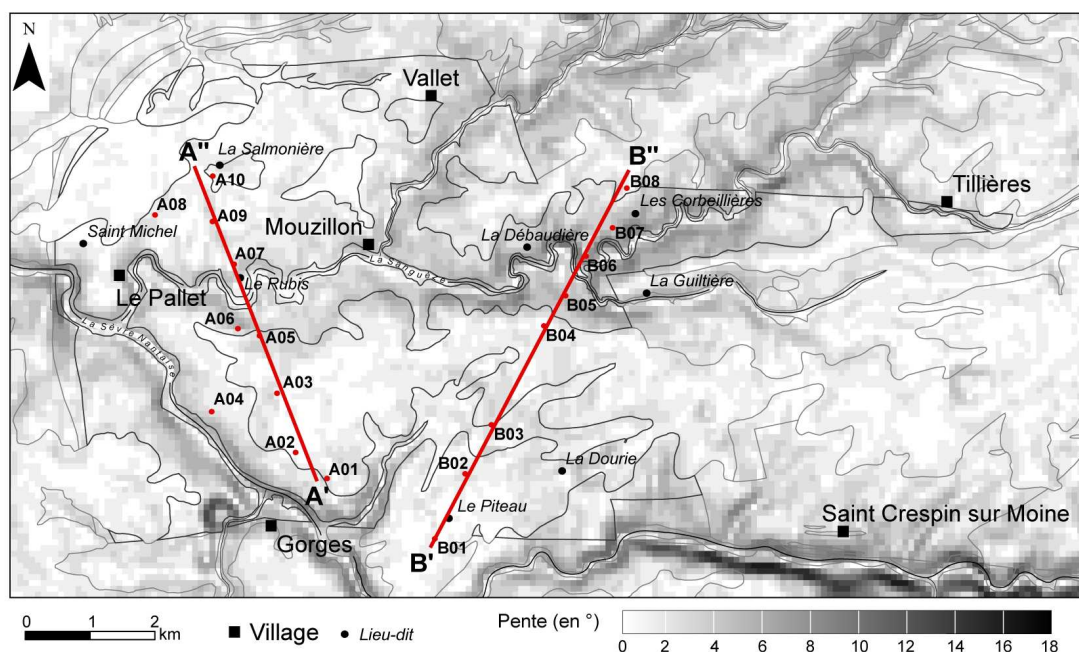 N
Vallet
A"
La Salmonière
A10
B"
B08
Tillières
A08
A09
Les Corbeillières
Saint Michel
Mouzillon
La Débaudière
B07
A07
B06
Le Rubis
La Sanguèze
La Guiltière
Le Pallet
B05
A06
La Sèvre Nantaise
A05
B04
A03
A04
B03
A02
B02
La Dourie
A01
A'
Le Piteau
Saint Crespin sur Moine
Gorges
B01
B'
0 1 2
km
Village
Lieu-dit
Pente (en °)
0 2 4 6 8 10 12 14 16 18